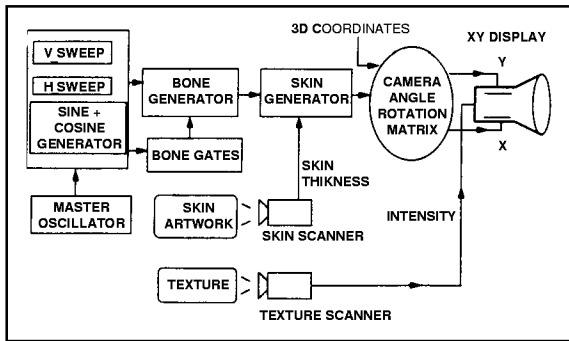 3D COORDINATES
XY DISPLAY
V SWEEP
H SWEEP
SINE +
COSINE
GENERATOR
BONE
GENERATOR
SKIN
GENERATOR
CAMERA
ANGLE
ROTATION
MATRIX
Y
X
BONE GATES
SKIN
THIKNESS
MASTER
OSCILLATOR
SKIN
ARTWORK
SKIN SCANNER
INTENSITY
TEXTURE
TEXTURE SCANNER